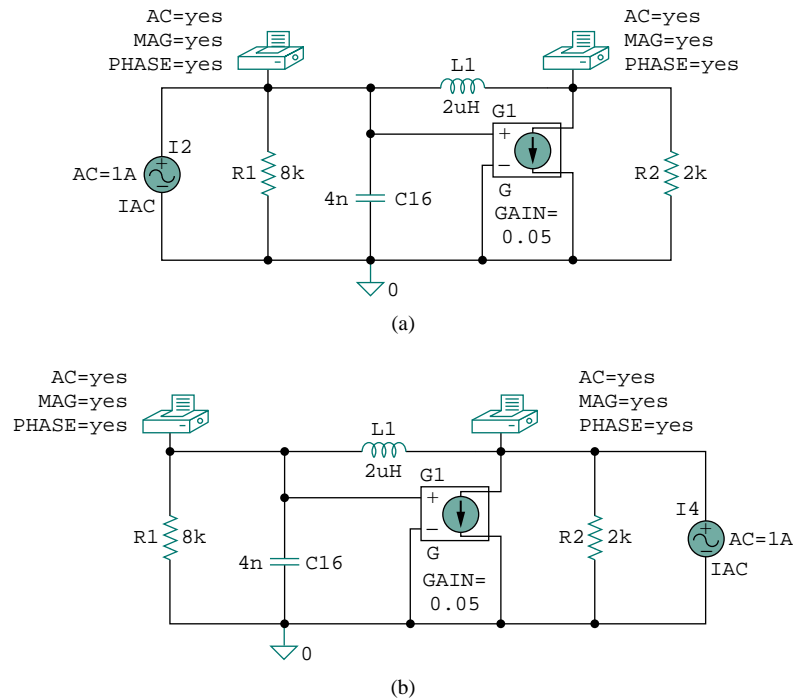 AC=yes
MAG=yes
PHASE=yes
AC=yes
MAG=yes
PHASE=yes
L1
2uH
G1
+
−
G
GAIN=
0.05
I2
+
−
AC=1A
IAC
R1
8k
4n
C16
R2
2k
0
(a)
AC=yes
MAG=yes
PHASE=yes
AC=yes
MAG=yes
PHASE=yes
L1
2uH
G1
+
−
G
GAIN=
0.05
R1
8k
4n
C16
R2
2k
I4
+
−
AC=1A
IAC
0
(b)